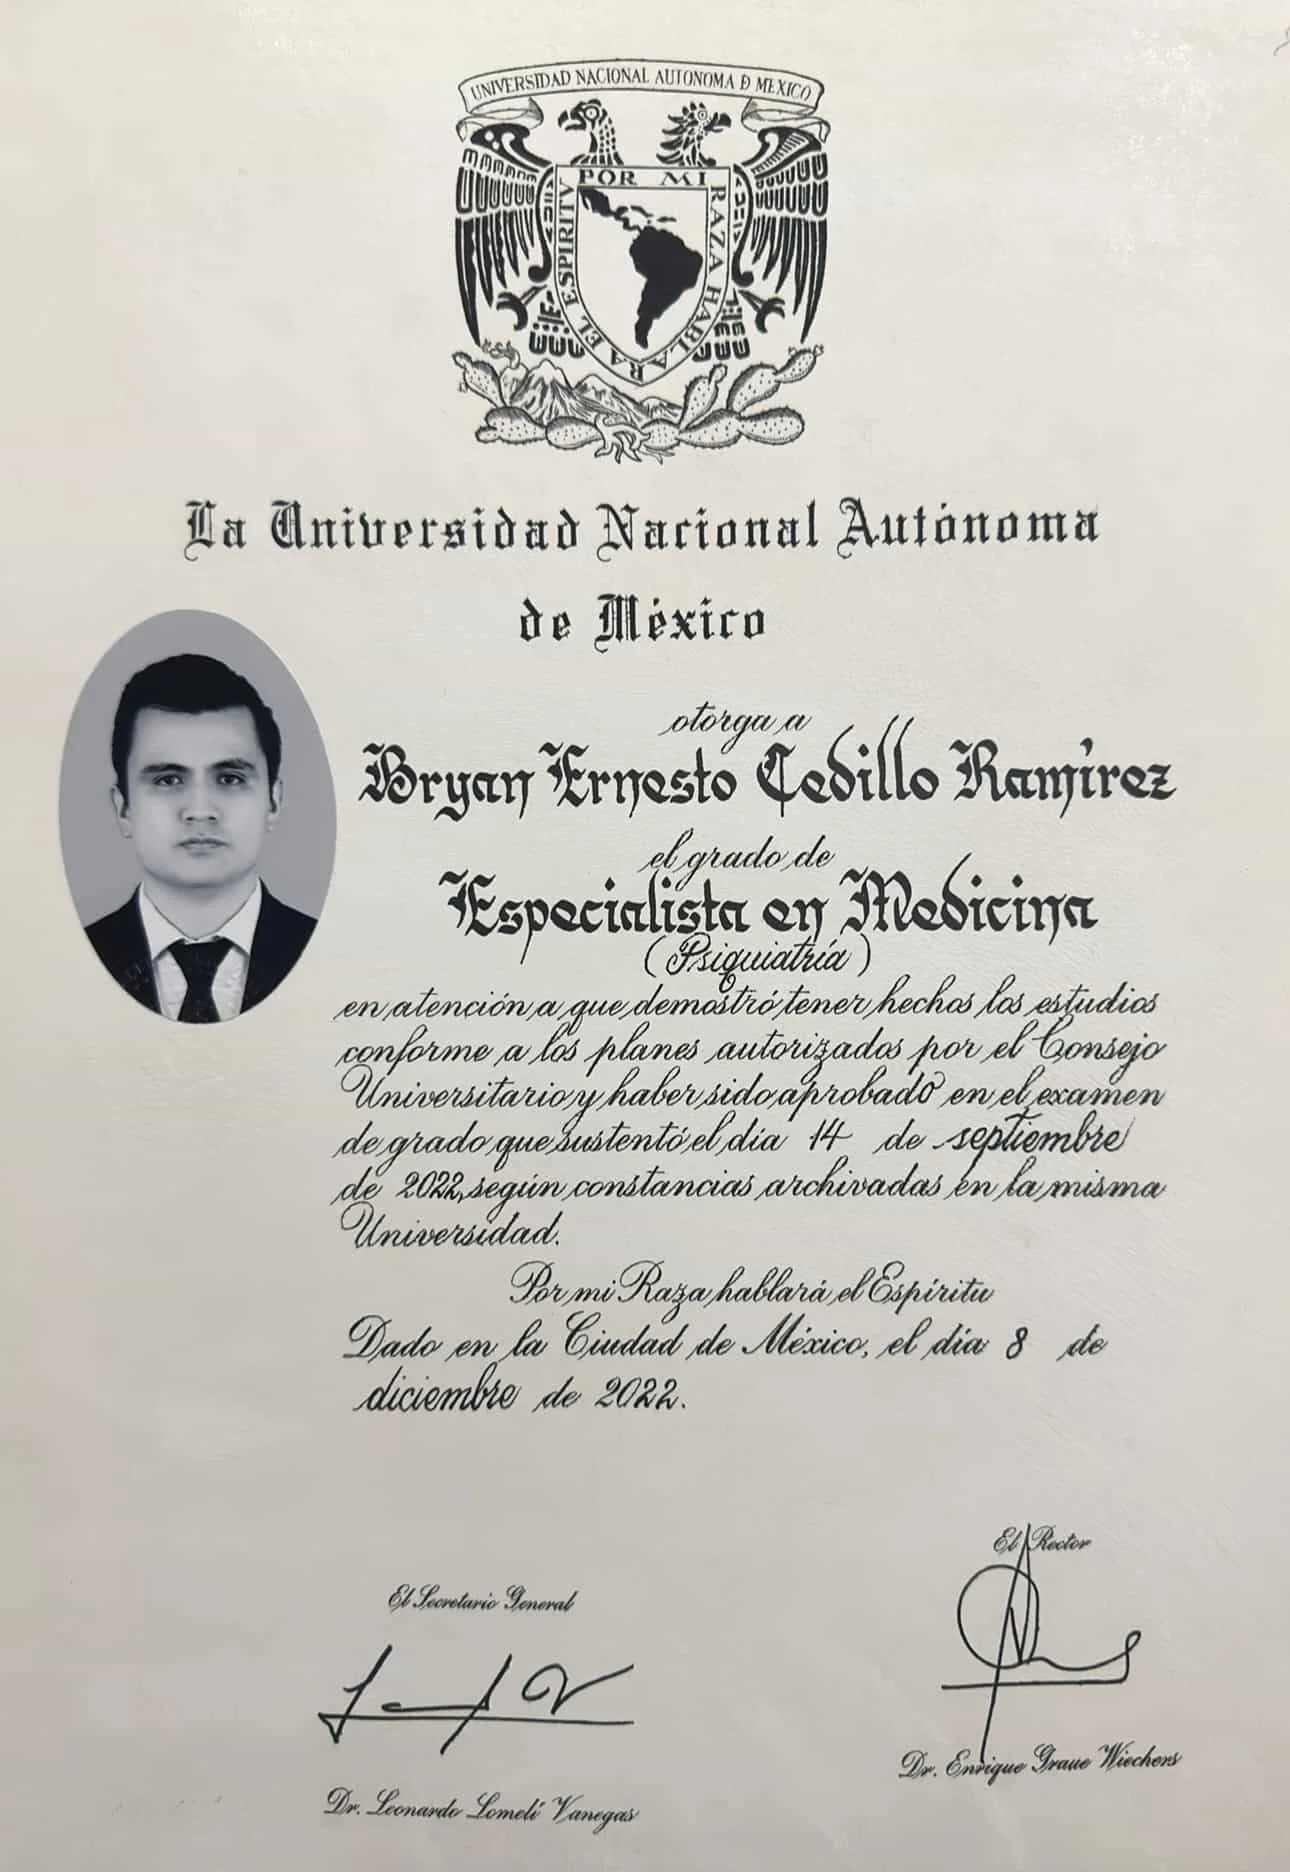 UNIVERSIDAD NACIONAL AUTONOMA D MEXICO
POR MI RAZA HABLARA EL ESPIRITU
La Universidad Nacional Autónoma
de México
otorga a
Bryan Ernesto Cedillo Ramírez
el grado de
Especialista en Medicina
(Psiquiatría)
en atención a que demostró tener hechos los estudios
conforme a los planes autorizados por el Consejo
Universitario y haber sido aprobado en el examen
de grado que sustentó el día 14 de septiembre
de 2022, según constancias archivadas en la misma
Universidad.
Por mi Raza hablará el Espíritu
Dado en la Ciudad de México, el día 8 de
diciembre de 2022.
El Rector
El Secretario General
Dr. Enrique Graue Wiechers
Dr. Leonardo Lomelí Vanegas